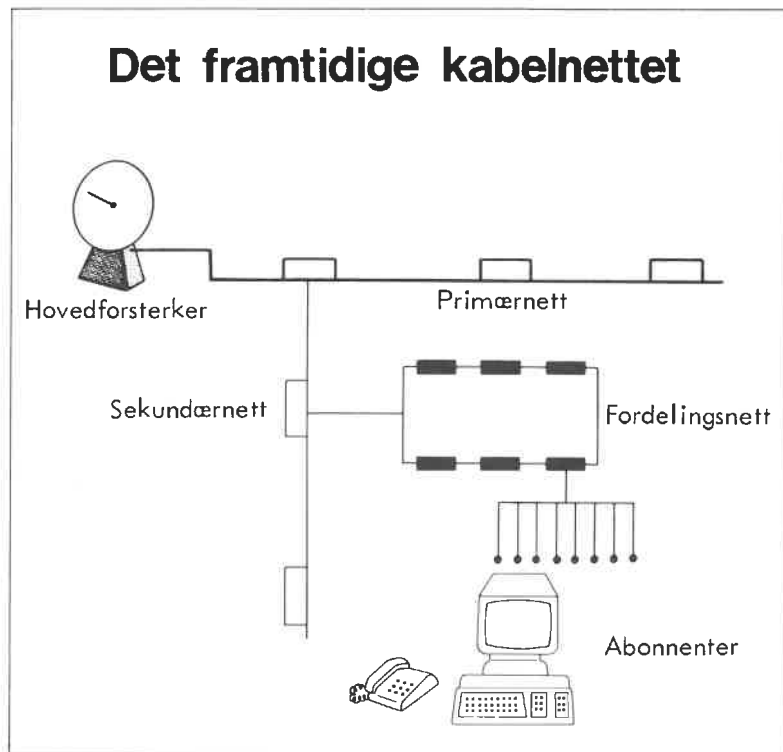 Det framtidige kabelnettet
Hovedforsterker
Primærnett
Sekundærnett
Fordelingsnett
Abonnenter